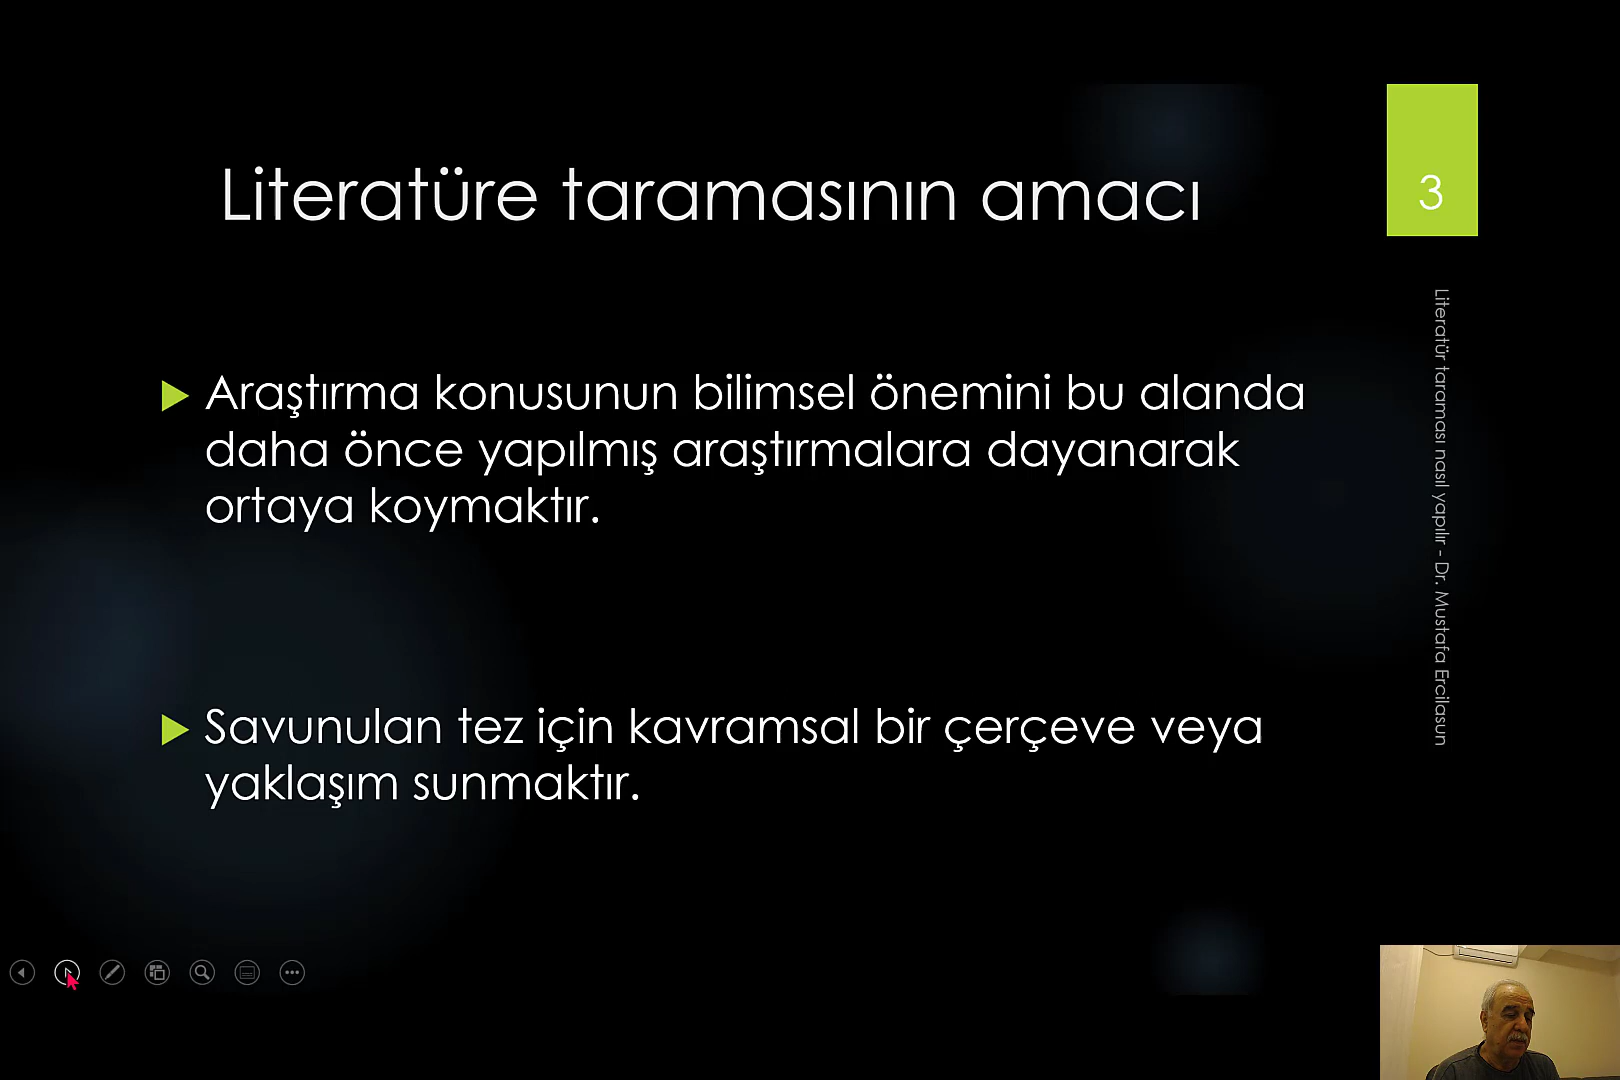 Literatüre taramasının amacı
3
Araştırma konusunun bilimsel önemini bu alanda
daha önce yapılmış araştırmalara dayanarak
ortaya koymaktır.
Savunulan tez için kavramsal bir çerçeve veya
yaklaşım sunmaktır.
Literatür taraması nasıl yapılır - Dr. Mustafa Ercilasun